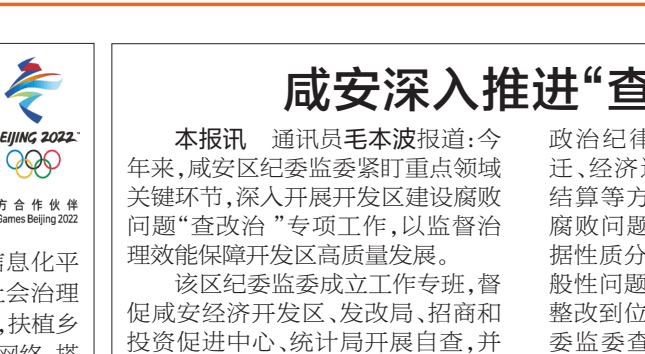 EIJING 2022
方合作伙伴
Games Beijing 2022
信息化平
会治理
,扶植乡
网络,搭
咸安深入推进“查
本报讯 通讯员毛本波报道:今
年来,咸安区纪委监委紧盯重点领域
关键环节,深入开展开发区建设腐败
问题“查改治 ”专项工作,以监督治
理效能保障开发区高质量发展。
该区纪委监委成立工作专班,督
促咸安经济开发区、发改局、招商和
投资促进中心、统计局开展自查,并
政治纪律
迁、经济
结算等方
腐败问题
据性质分
般性问题
整改到位
委监委查